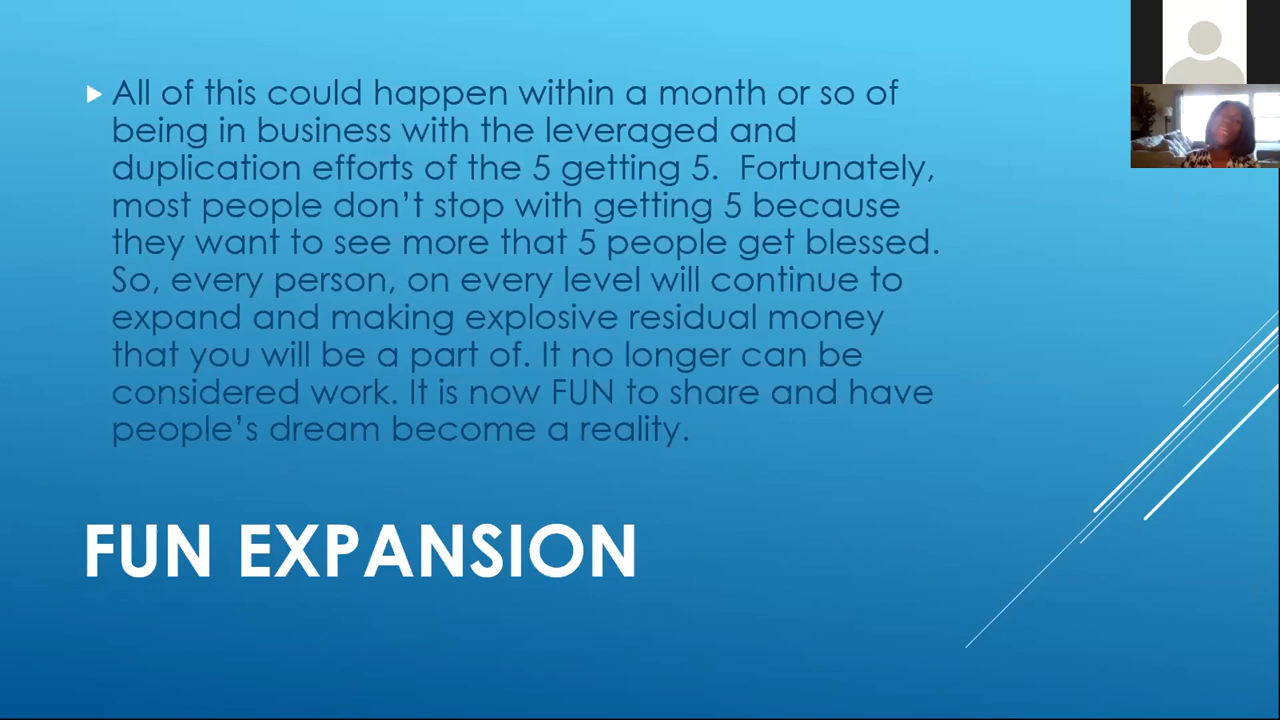 All of this could happen within a month or so of
being in business with the leveraged and
duplication efforts of the 5 getting 5.  Fortunately,
most people don’t stop with getting 5 because
they want to see more that 5 people get blessed.
So, every person, on every level will continue to
expand and making explosive residual money
that you will be a part of. It no longer can be
considered work. It is now FUN to share and have
people’s dream become a reality.
FUN EXPANSION